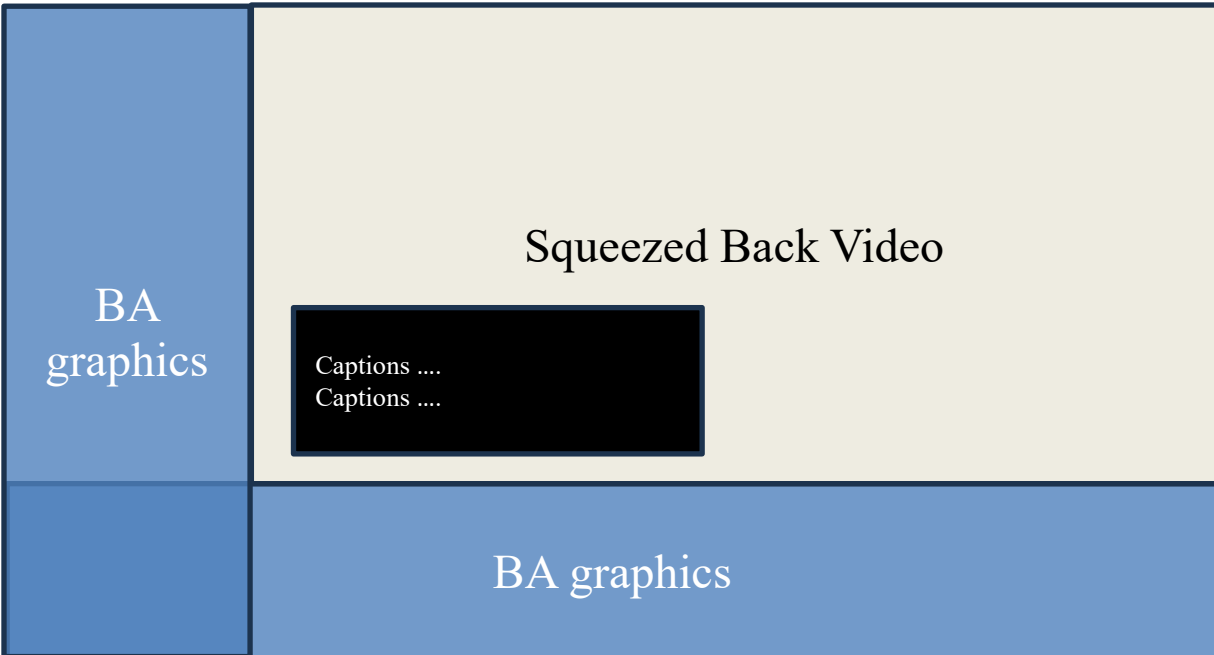 Squeezed Back Video
BA
graphics
Captions ....
Captions ....
BA graphics